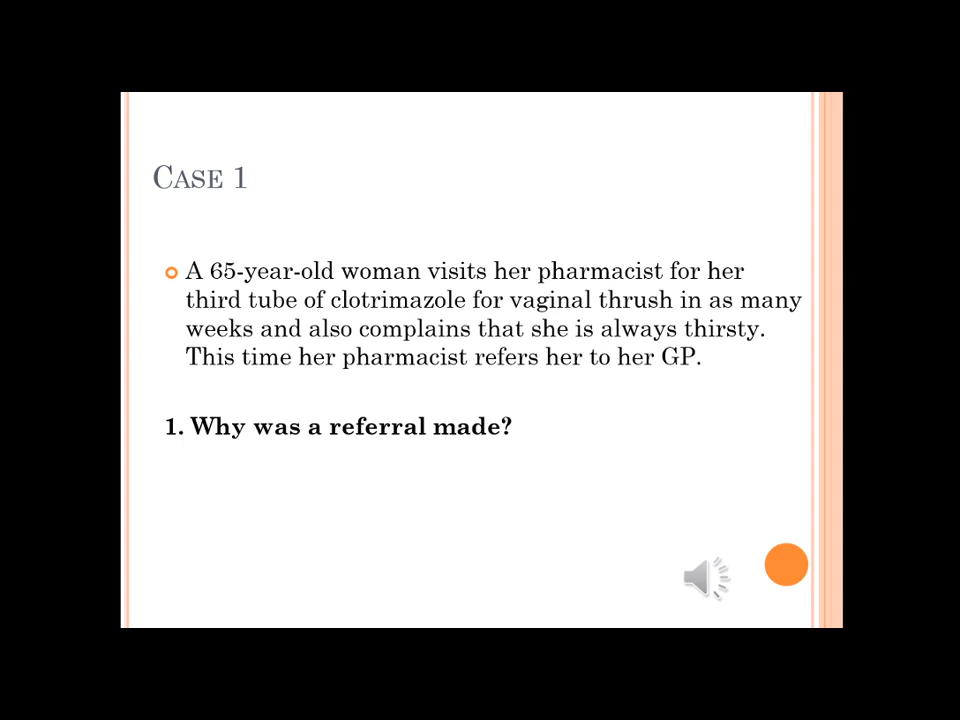 CASE 1
A 65-year-old woman visits her pharmacist for her
third tube of clotrimazole for vaginal thrush in as many
weeks and also complains that she is always thirsty.
This time her pharmacist refers her to her GP.
1. Why was a referral made?